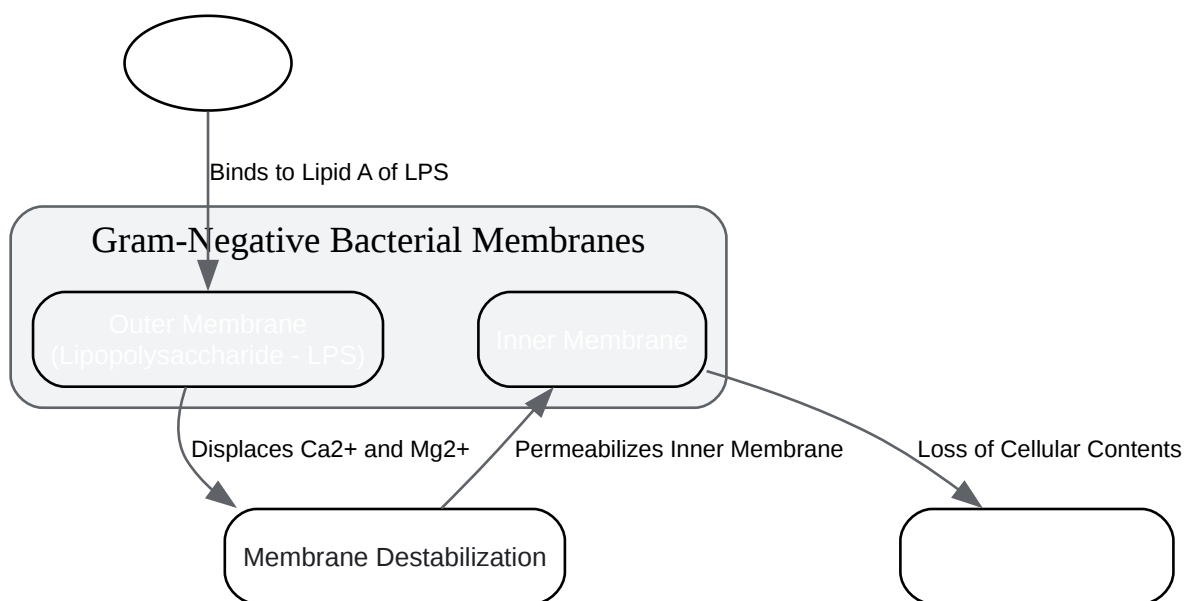 Binds to Lipid A of LPS
Gram-Negative Bacterial Membranes
Outer Membrane
(Lipopolysaccharide - LPS)
Inner Membrane
Displaces Ca2+ and Mg2+
Permeabilizes Inner Membrane
Loss of Cellular Contents
Membrane Destabilization